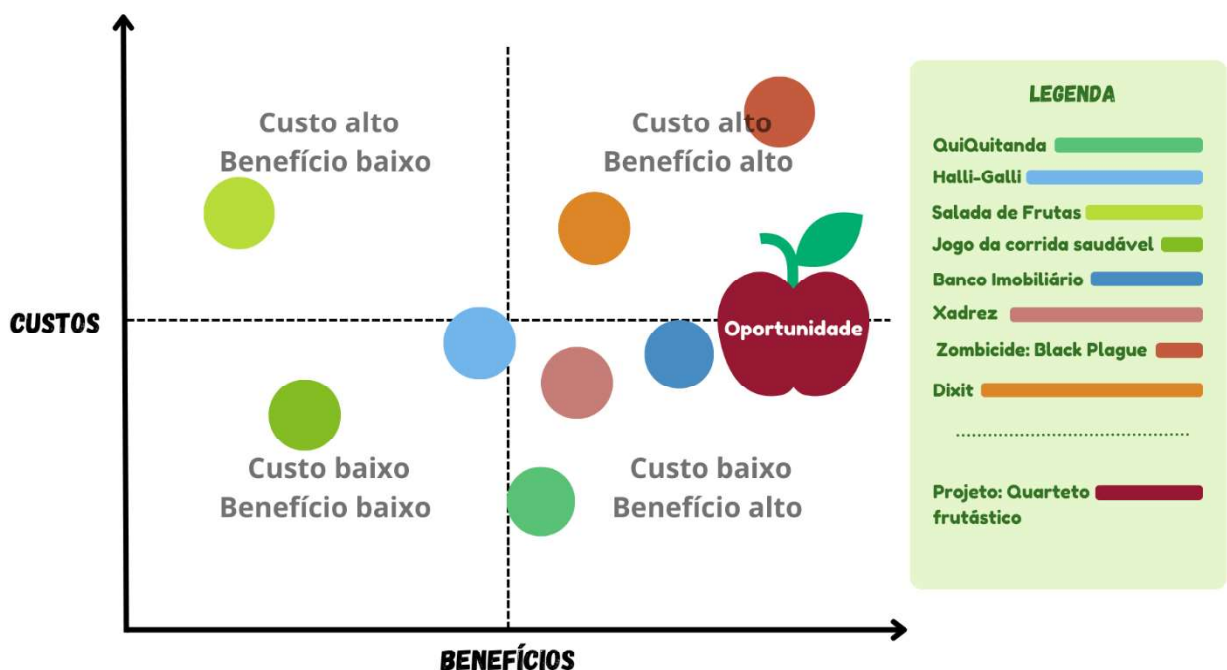 Custo alto
Benefício baixo
Custo alto
Benefício alto
CUSTOS
Oportunidade
Custo baixo
Benefício baixo
Custo baixo
Benefício alto
BENEFÍCIOS
LEGENDA
QuiQuitanda
Halli-Galli
Salada de Frutas
Jogo da corrida saudável
Banco Imobiliário
Xadrez
Zombicide: Black Plague
Dixit
Projeto: Quarteto
frutástico